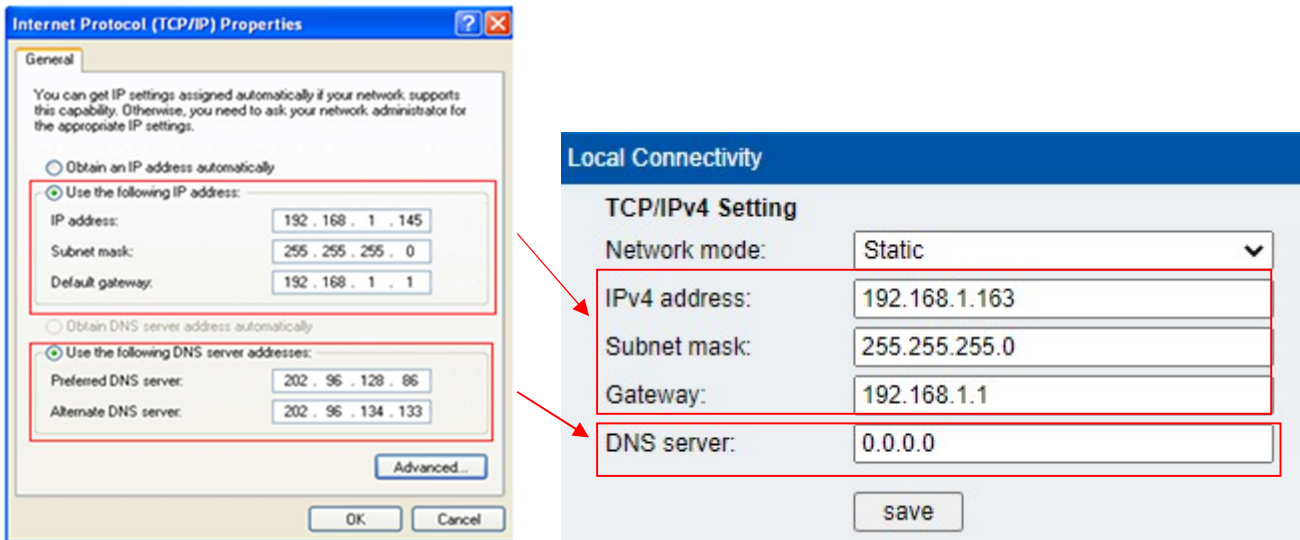 Internet Protocol (TCP/IP) Properties
General
You can get IP settings assigned automatically if your network supports
this capability. Otherwise, you need to ask your network administrator for
the appropriate IP settings.
Obtain an IP address automatically
Use the following IP address:
IP address: 192 . 168 . 1 . 145
Subnet mask: 255 . 255 . 255 . 0
Default gateway: 192 . 168 . 1 . 1
Obtain DNS server address automatically
Use the following DNS server addresses:
Preferred DNS server: 202 . 96 . 128 . 86
Alternate DNS server: 202 . 96 . 134 . 133
Advanced...
OK Cancel
Local Connectivity
TCP/IPv4 Setting
Network mode: Static
IPv4 address: 192.168.1.163
Subnet mask: 255.255.255.0
Gateway: 192.168.1.1
DNS server: 0.0.0.0
save